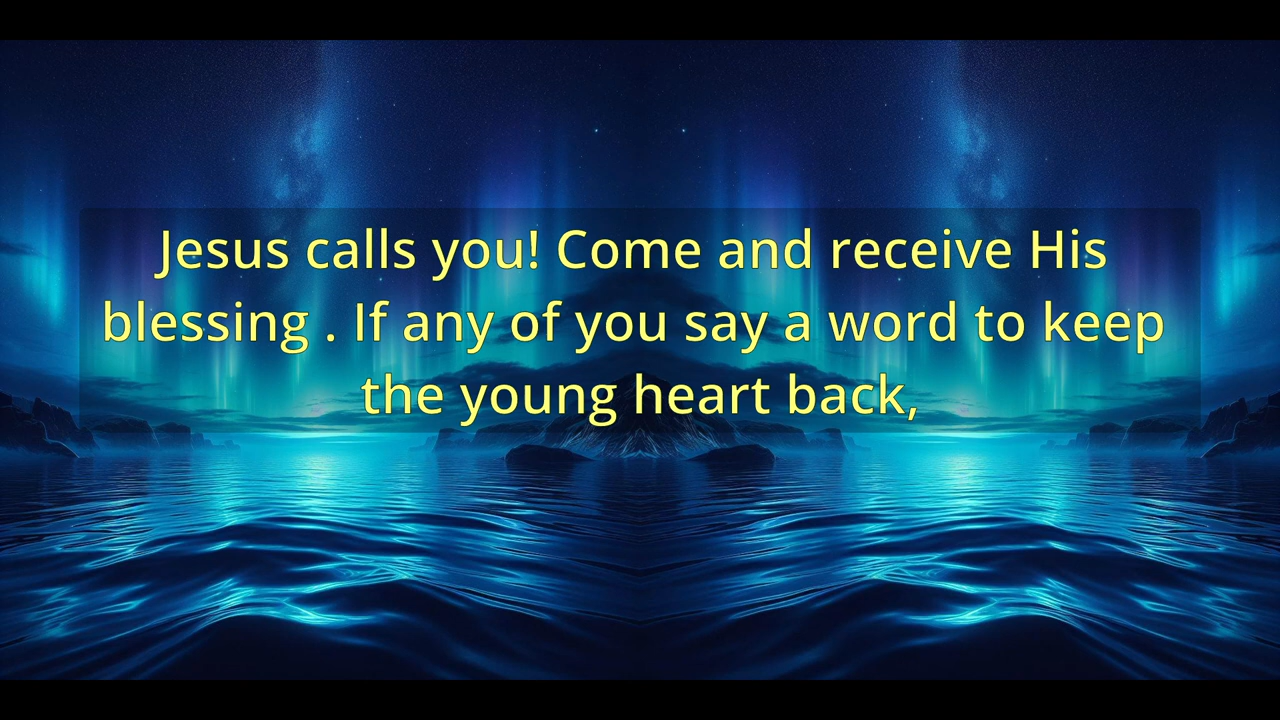 Jesus calls you! Come and receive His
blessing . If any of you say a word to keep
the young heart back,